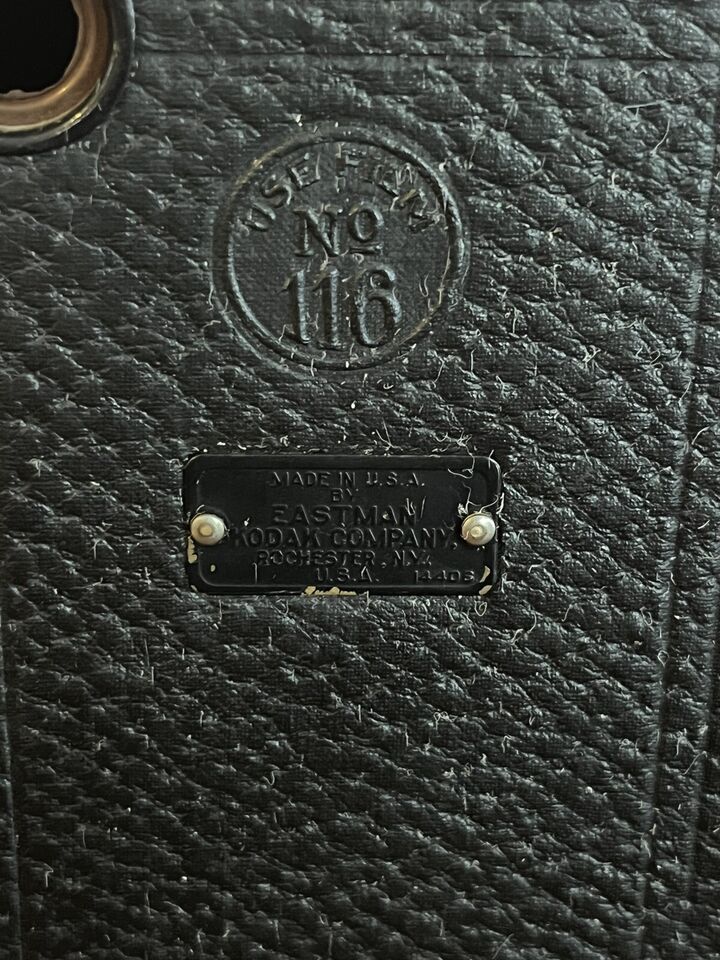 USE FILM
Nº
116
MADE IN U.S.A.
BY
EASTMAN
KODAK COMPANY,
ROCHESTER, N.Y.
U.S.A.